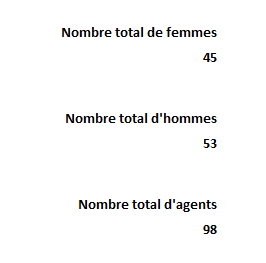 Nombre total de femmes
45
Nombre total d'hommes
53
Nombre total d'agents
98